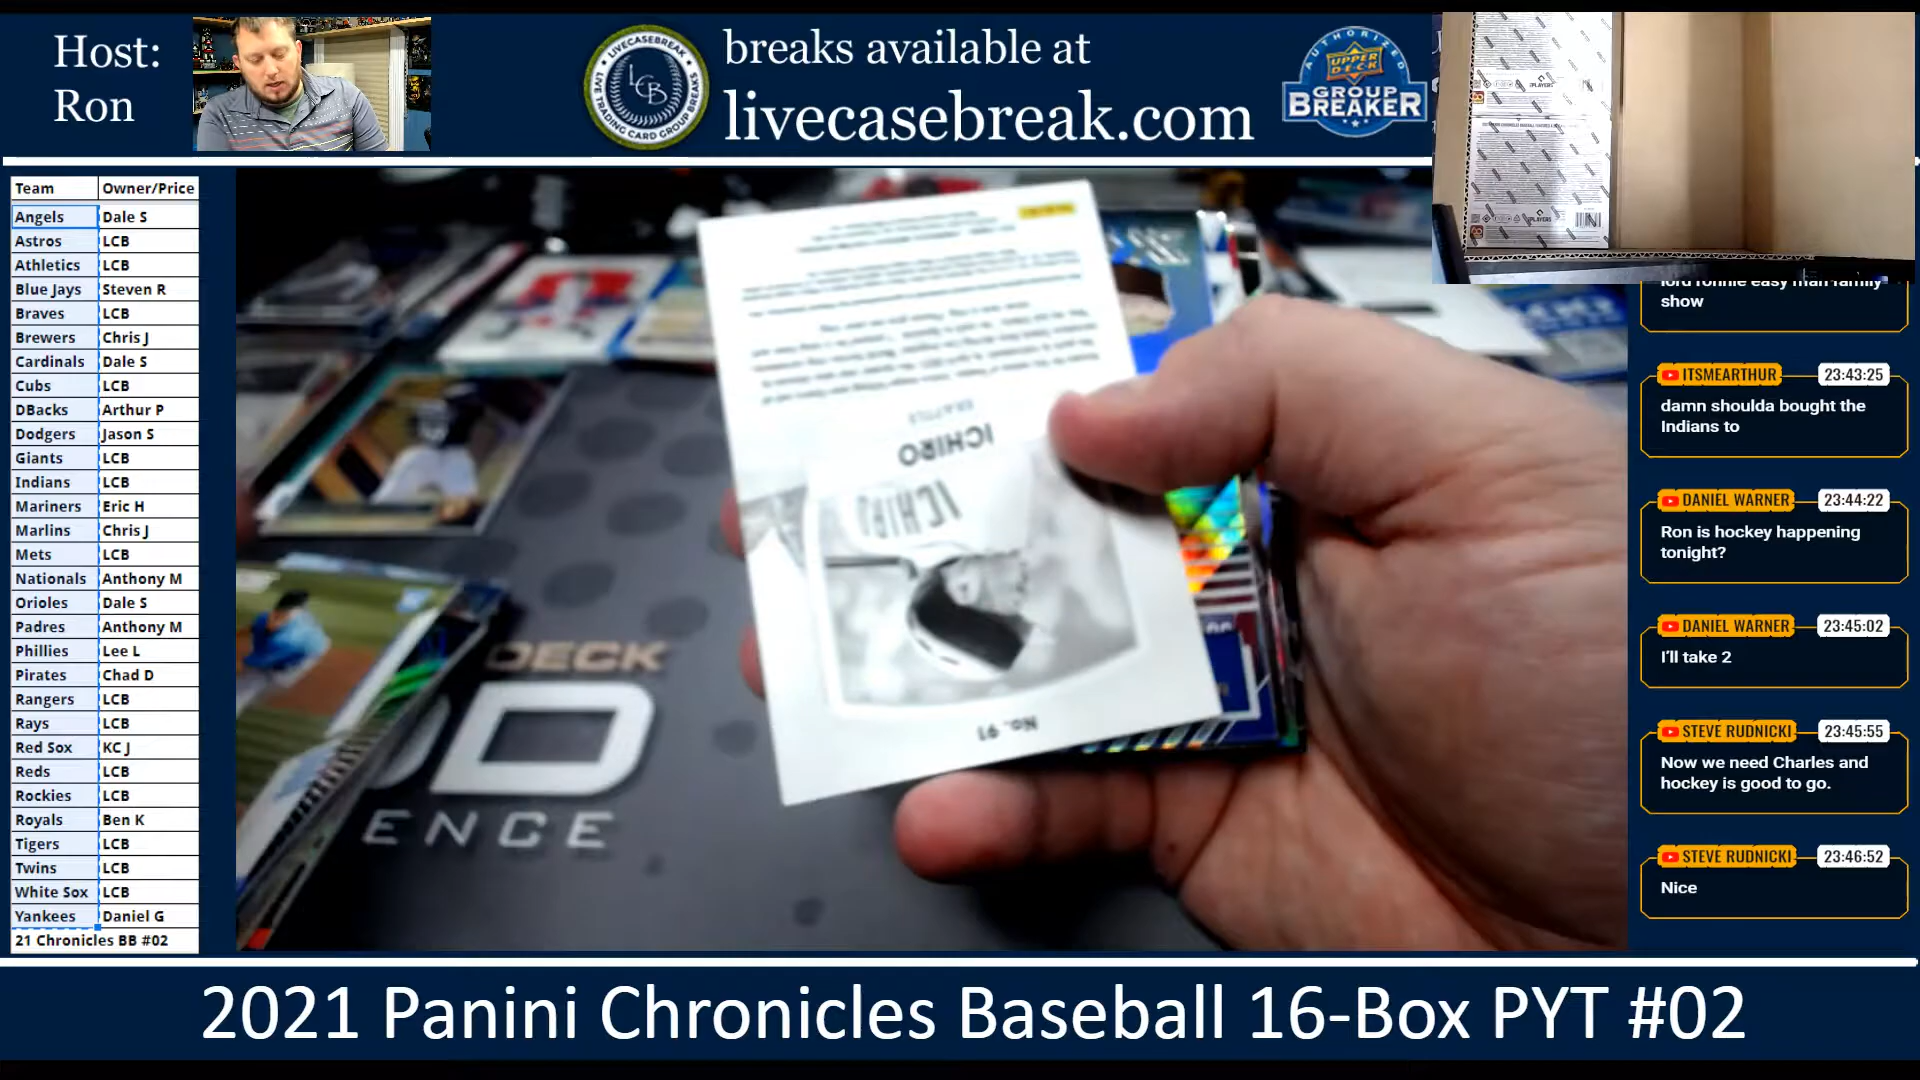 Host:
Ron
LIVECASEBREAK
LCB
LIVE TRADING CARD GROUP BREAKS
breaks available at
livecasebreak.com
AUTHORIZED
UPPER DECK
GROUP
BREAKER
Team Owner/Price
Angels Dale S
Astros LCB
Athletics LCB
Blue Jays Steven R
Braves LCB
Brewers Chris J
Cardinals Dale S
Cubs LCB
DBacks Arthur P
Dodgers Jason S
Giants LCB
Indians LCB
Mariners Eric H
Marlins Chris J
Mets LCB
Nationals Anthony M
Orioles Dale S
Padres Anthony M
Phillies Lee L
Pirates Chad D
Rangers LCB
Rays LCB
Red Sox KC J
Reds LCB
Rockies LCB
Royals Ben K
Tigers LCB
Twins LCB
White Sox LCB
Yankees Daniel G
21 Chronicles BB #02
ICHIRO
ICHIRO
No. 91
DECK
ENCE
lord ronnie easy man family
show
ITSMEARTHUR 23:43:25
damn shoulda bought the
Indians to
DANIEL WARNER 23:44:22
Ron is hockey happening
tonight?
DANIEL WARNER 23:45:02
I'll take 2
STEVE RUDNICKI 23:45:55
Now we need Charles and
hockey is good to go.
STEVE RUDNICKI 23:46:52
Nice
2021 Panini Chronicles Baseball 16-Box PYT #02